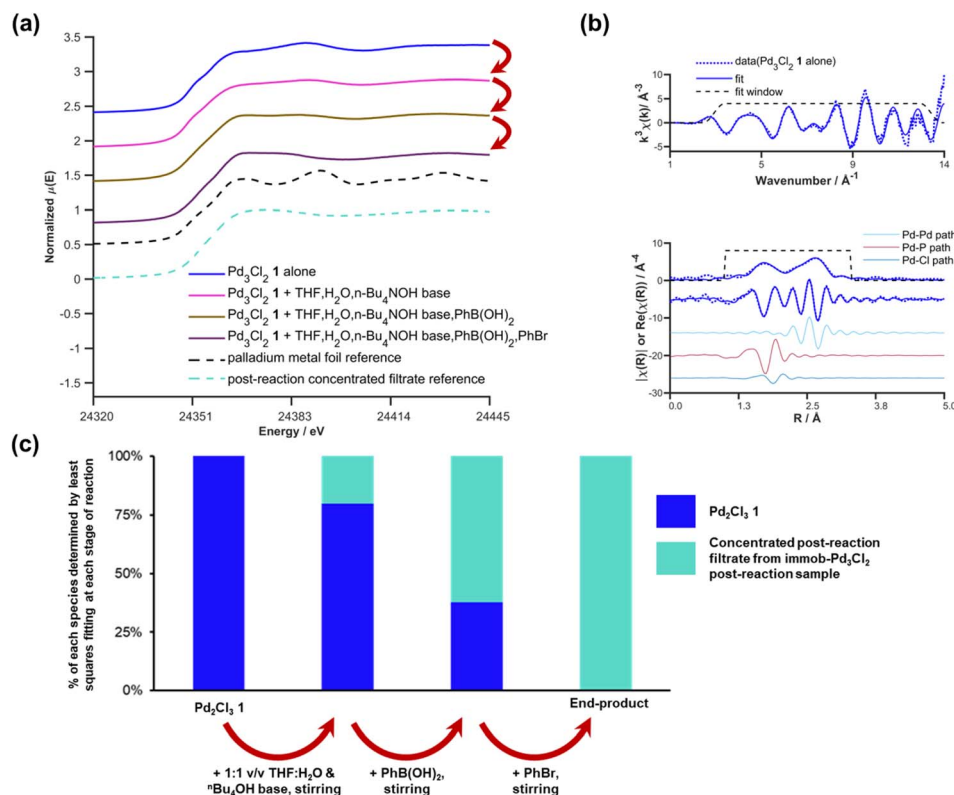 (a)
3.5
3
2.5
2
1.5
1
0.5
0
-0.5
-1
-1.5
Normalized μ(E)
Pd₃Cl₂ 1 alone
Pd₃Cl₂ 1 + THF,H₂O,n-Bu₄NOH base
Pd₃Cl₂ 1 + THF,H₂O,n-Bu₄NOH base,PhB(OH)₂
Pd₃Cl₂ 1 + THF,H₂O,n-Bu₄NOH base,PhB(OH)₂,PhBr
palladium metal foil reference
post-reaction concentrated filtrate reference
24320 24351 24383 24414 24445
Energy / eV
(b)
data(Pd₃Cl₂ 1 alone)
fit
fit window
10
5
0
-5
k³χ(k)/ Å⁻³
1 5 9 14
Wavenumber / Å⁻¹
Pd-Pd path
Pd-P path
Pd-Cl path
10
0
-10
-20
-30
|χ(R)| or Re(χ(R)) / Å⁻⁴
0.0 1.3 2.5 3.8 5.0
R / Å
(c)
% of each species determined by least
squares fitting at each stage of reaction
100%
75%
50%
25%
0%
Pd₂Cl₃ 1
Concentrated post-reaction
filtrate from immob-Pd₃Cl₂
post-reaction sample
Pd₂Cl₃ 1
End-product
+ 1:1 v/v THF:H₂O &
ⁿBu₄OH base, stirring
+ PhB(OH)₂,
stirring
+ PhBr,
stirring